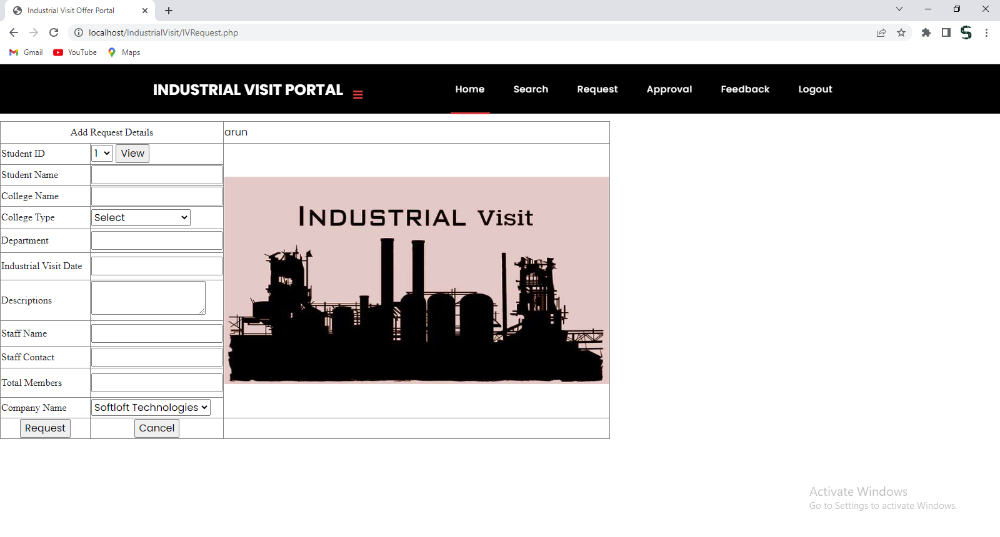 Industrial Visit Offer Portal
localhost/IndustrialVisit/IVRequest.php
Gmail YouTube Maps
INDUSTRIAL VISIT PORTAL Home Search Request Approval Feedback Logout
Add Request Details arun
Student ID 1 View
Student Name
College Name
INDUSTRIAL Visit
College Type Select
Department
Industrial Visit Date
Descriptions
Staff Name
Staff Contact
Total Members
Company Name Softloft Technologies
Request Cancel
Activate Windows
Go to Settings to activate Windows.